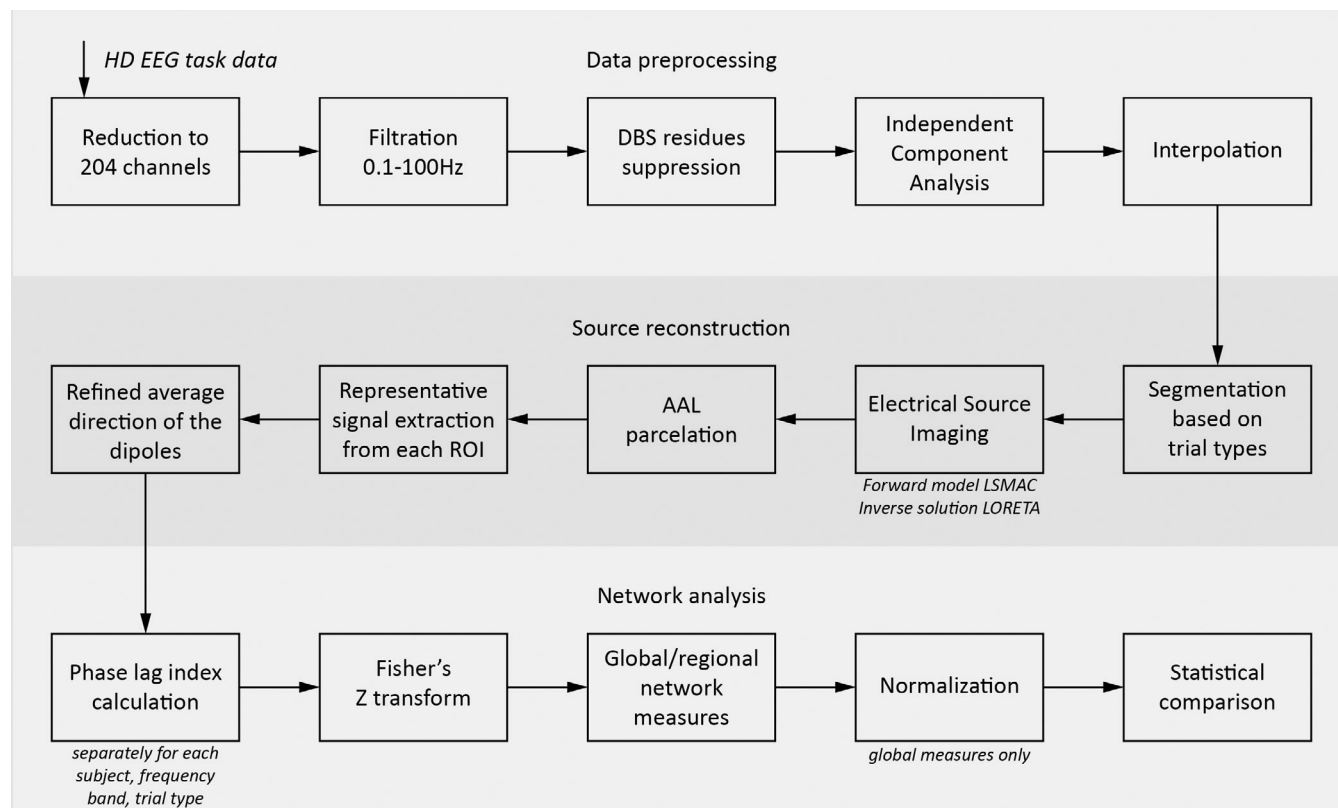 HD EEG task data
Data preprocessing
Reduction to
204 channels
Filtration
0.1-100Hz
DBS residues
suppression
Independent
Component
Analysis
Interpolation
Source reconstruction
Refined average
direction of the
dipoles
Representative
signal extraction
from each ROI
AAL
parcelation
Electrical Source
Imaging
Forward model LSMAC
Inverse solution LORETA
Segmentation
based on
trial types
Network analysis
Phase lag index
calculation
separately for each
subject, frequency
band, trial type
Fisher's
Z transform
Global/regional
network
measures
Normalization
global measures only
Statistical
comparison